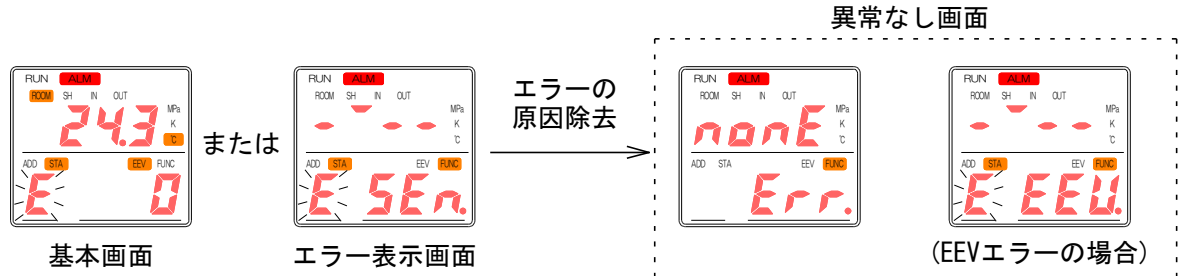 異常なし画面
RUN ALM
ROOM SH IN OUT
24.3
MPa
K
℃
ADD STA EEV FUNC
E 0
基本画面
または
RUN ALM
ROOM SH IN OUT
MPa
K
℃
ADD STA EEV FUNC
E SEn.
エラー表示画面
エラーの
原因除去
RUN ALM
ROOM SH IN OUT
nonE
MPa
K
℃
ADD STA EEV FUNC
Err.
RUN ALM
ROOM SH IN OUT
MPa
K
℃
ADD STA EEV FUNC
E EEV.
(EEVエラーの場合)